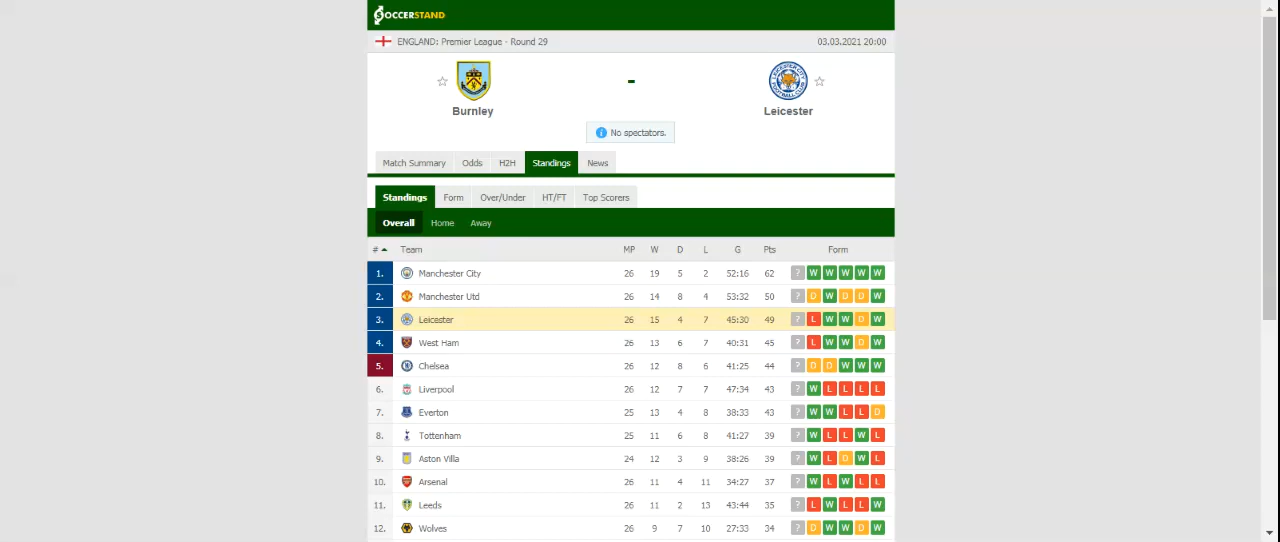 SOCCERSTAND
ENGLAND: Premier League - Round 29 03.03.2021 20:00
-
Burnley Leicester
No spectators.
Match Summary Odds H2H Standings News
Standings Form Over/Under HT/FT Top Scorers
Overall Home Away
# Team MP W D L G Pts Form
1. Manchester City 26 19 5 2 52:16 62 ? W W W W W
2. Manchester Utd 26 14 8 4 53:32 50 ? D W D D W
3. Leicester 26 15 4 7 45:30 49 ? L W W D W
4. West Ham 26 13 6 7 40:31 45 ? L W W D W
5. Chelsea 26 12 8 6 41:25 44 ? D D W W W
6. Liverpool 26 12 7 7 47:34 43 ? W L L L L
7. Everton 25 13 4 8 38:33 43 ? W W L L D
8. Tottenham 25 11 6 8 41:27 39 ? W L L W L
9. Aston Villa 24 12 3 9 38:26 39 ? W L D W L
10. Arsenal 26 11 4 11 34:27 37 ? W L W L L
11. Leeds 26 11 2 13 43:44 35 ? L W L L W
12. Wolves 26 9 7 10 27:33 34 ? D W W D W